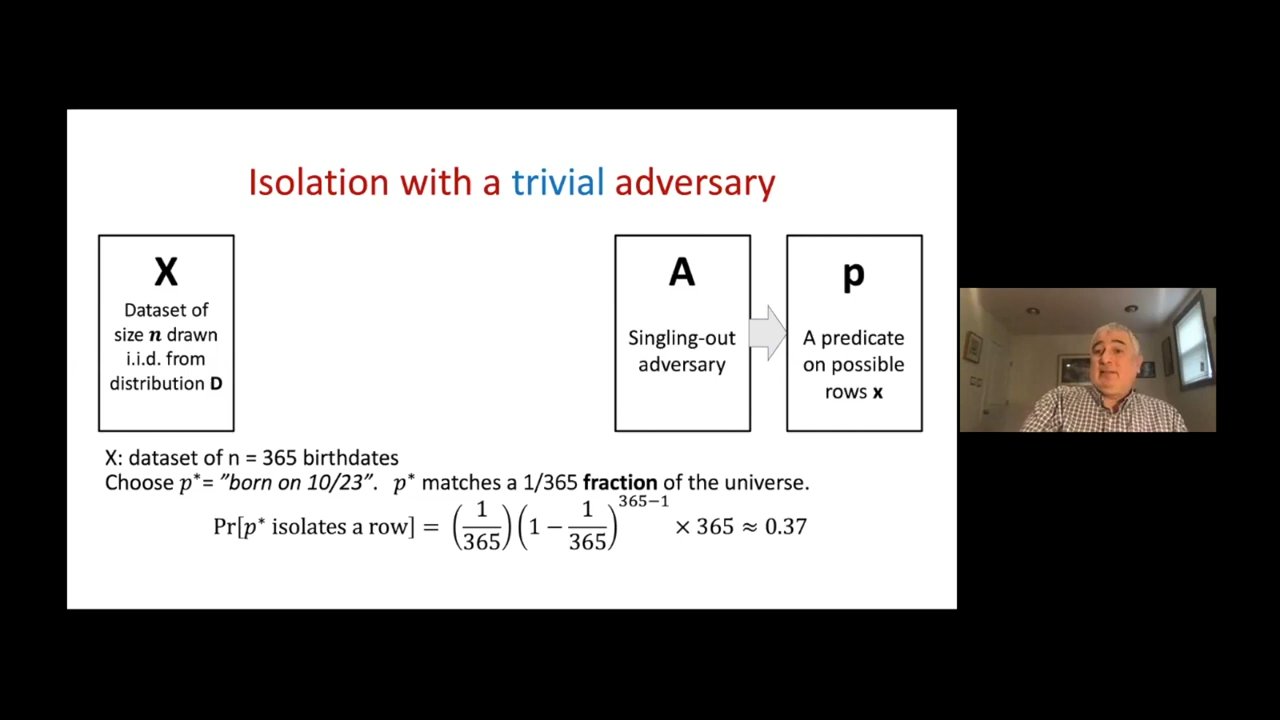 Isolation with a trivial adversary
X
Dataset of
size n drawn
i.i.d. from
distribution D
A
Singling-out
adversary
p
A predicate
on possible
rows x
X: dataset of n = 365 birthdates
Choose p*= ”born on 10/23”. p* matches a 1/365 fraction of the universe.
Pr[p* isolates a row] = (1/365)(1 − 1/365)^{365−1} × 365 ≈ 0.37